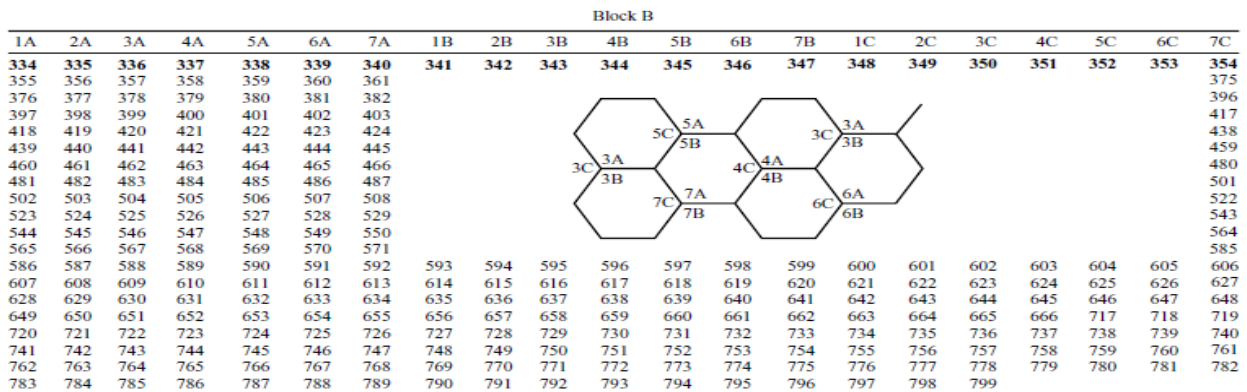 Block B
1A 2A 3A 4A 5A 6A 7A 1B 2B 3B 4B 5B 6B 7B 1C 2C 3C 4C 5C 6C 7C
334 335 336 337 338 339 340 341 342 343 344 345 346 347 348 349 350 351 352 353 354
355 356 357 358 359 360 361 375
376 377 378 379 380 381 382 396
397 398 399 400 401 402 403 417
418 419 420 421 422 423 424 5C 5A 3C 3A 438
439 440 441 442 443 444 445 5B 3B 459
460 461 462 463 464 465 466 3C 3A 4C 4A 480
481 482 483 484 485 486 487 3B 4B 501
502 503 504 505 506 507 508 7C 7A 6C 6A 522
523 524 525 526 527 528 529 7B 6B 543
544 545 546 547 548 549 550 564
565 566 567 568 569 570 571 585
586 587 588 589 590 591 592 593 594 595 596 597 598 599 600 601 602 603 604 605 606
607 608 609 610 611 612 613 614 615 616 617 618 619 620 621 622 623 624 625 626 627
628 629 630 631 632 633 634 635 636 637 638 639 640 641 642 643 644 645 646 647 648
649 650 651 652 653 654 655 656 657 658 659 660 661 662 663 664 665 666 717 718 719
720 721 722 723 724 725 726 727 728 729 730 731 732 733 734 735 736 737 738 739 740
741 742 743 744 745 746 747 748 749 750 751 752 753 754 755 756 757 758 759 760 761
762 763 764 765 766 767 768 769 770 771 772 773 774 775 776 777 778 779 780 781 782
783 784 785 786 787 788 789 790 791 792 793 794 795 796 797 798 799